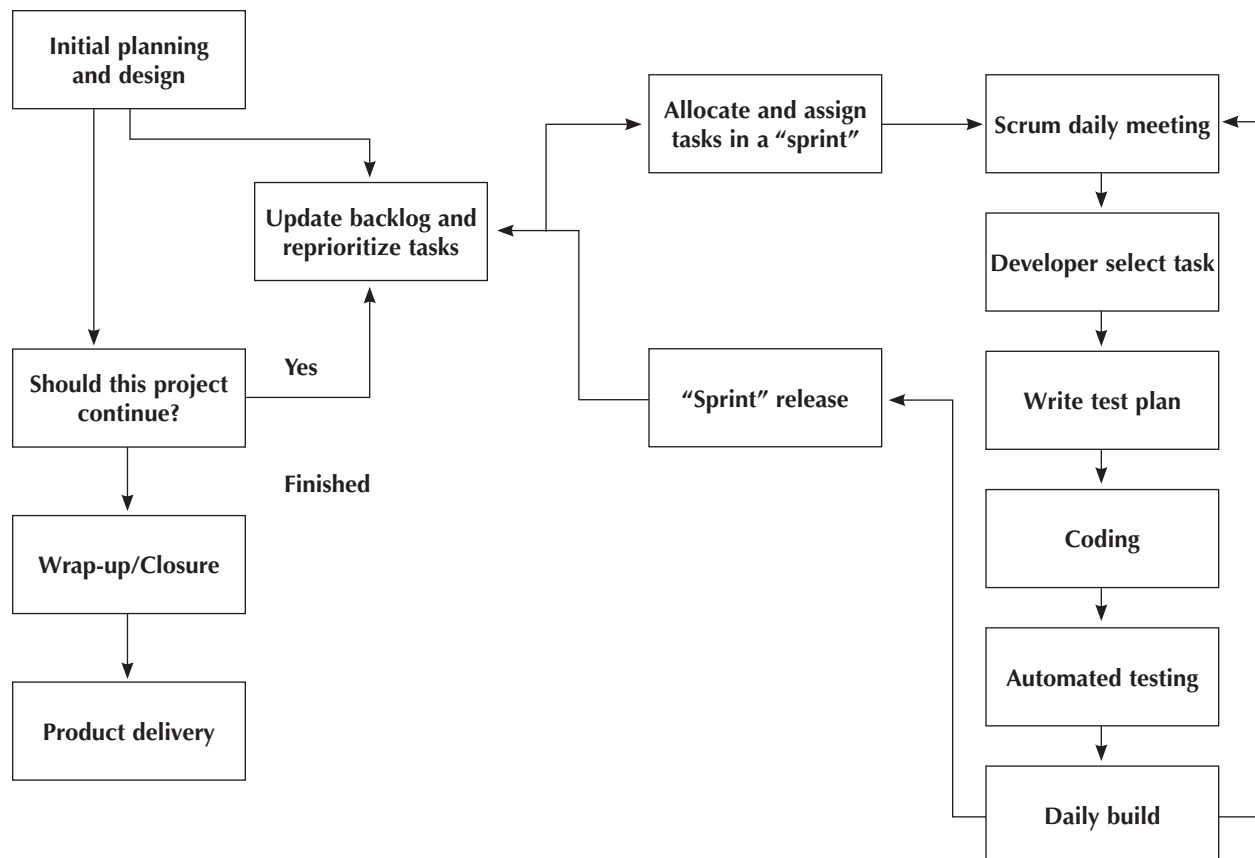 Initial planning
and design
Allocate and assign
tasks in a “sprint”
Scrum daily meeting
Update backlog and
reprioritize tasks
Developer select task
Should this project
continue?
Yes
“Sprint” release
Write test plan
Finished
Coding
Wrap-up/Closure
Automated testing
Product delivery
Daily build